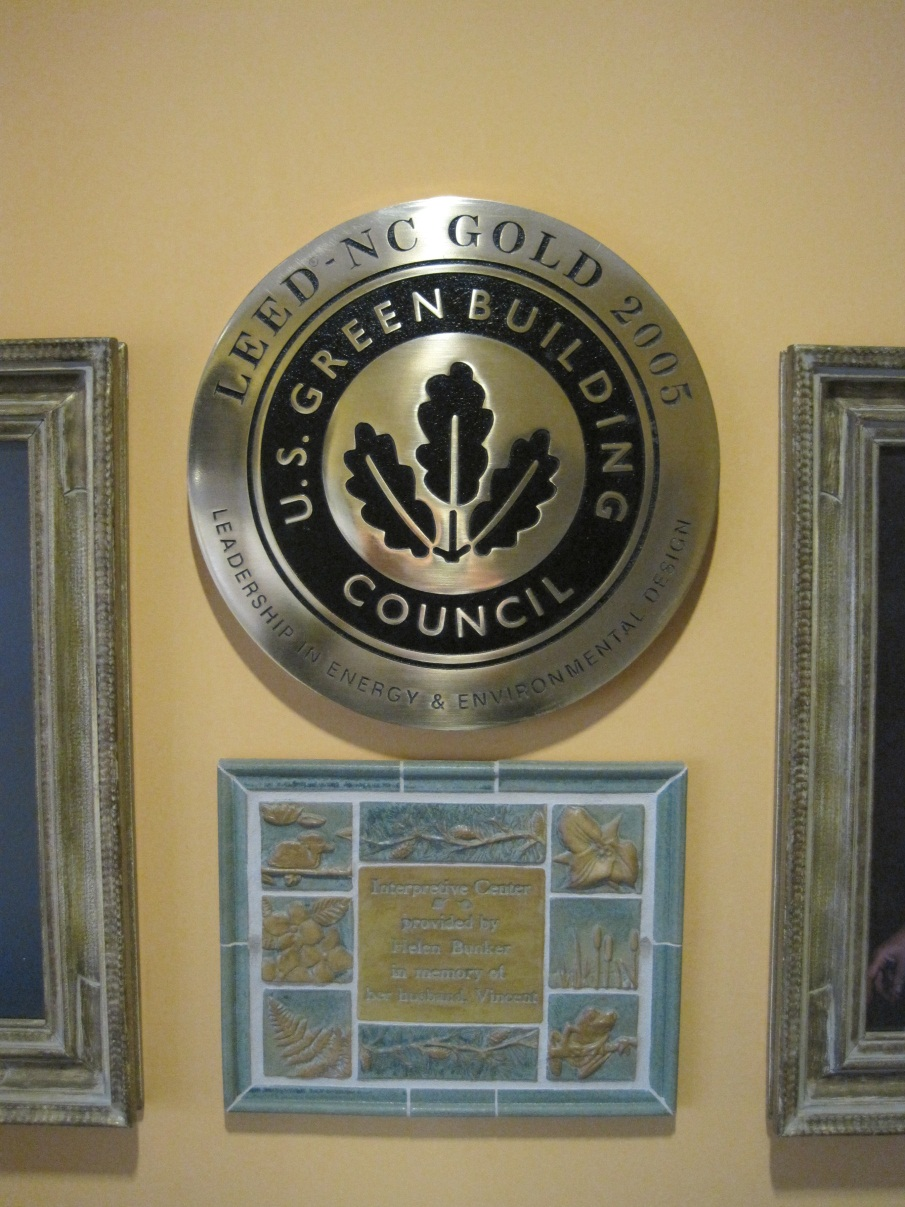 LEED®-NC GOLD 2005
U.S. GREEN BUILDING
COUNCIL
LEADERSHIP IN ENERGY & ENVIRONMENTAL DESIGN
Interpretive Center
provided by
Helen Bunker
in memory of
her husband, Vincent